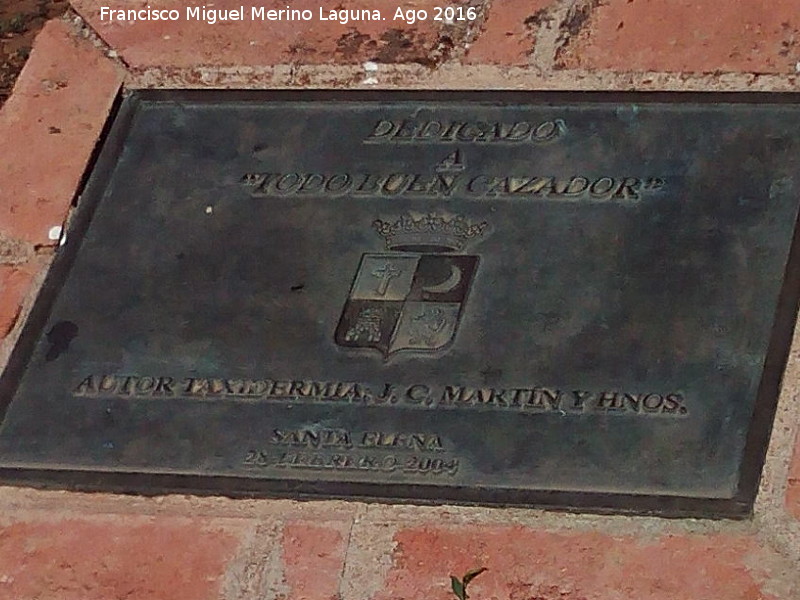 Francisco Miguel Merino Laguna. Ago 2016
DEDICADO
A
"TODO BUEN CAZADOR"
AUTOR TAXIDERMIA: J. C. MARTÍN Y HNOS.
SANTA ELENA
28-FEBRERO-2004